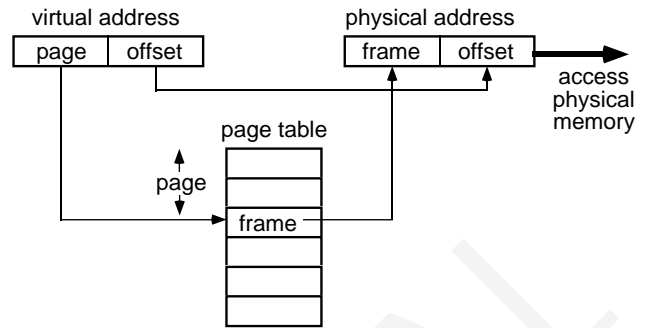 virtual address
physical address
page offset
frame offset
access
physical
memory
page table
page
frame